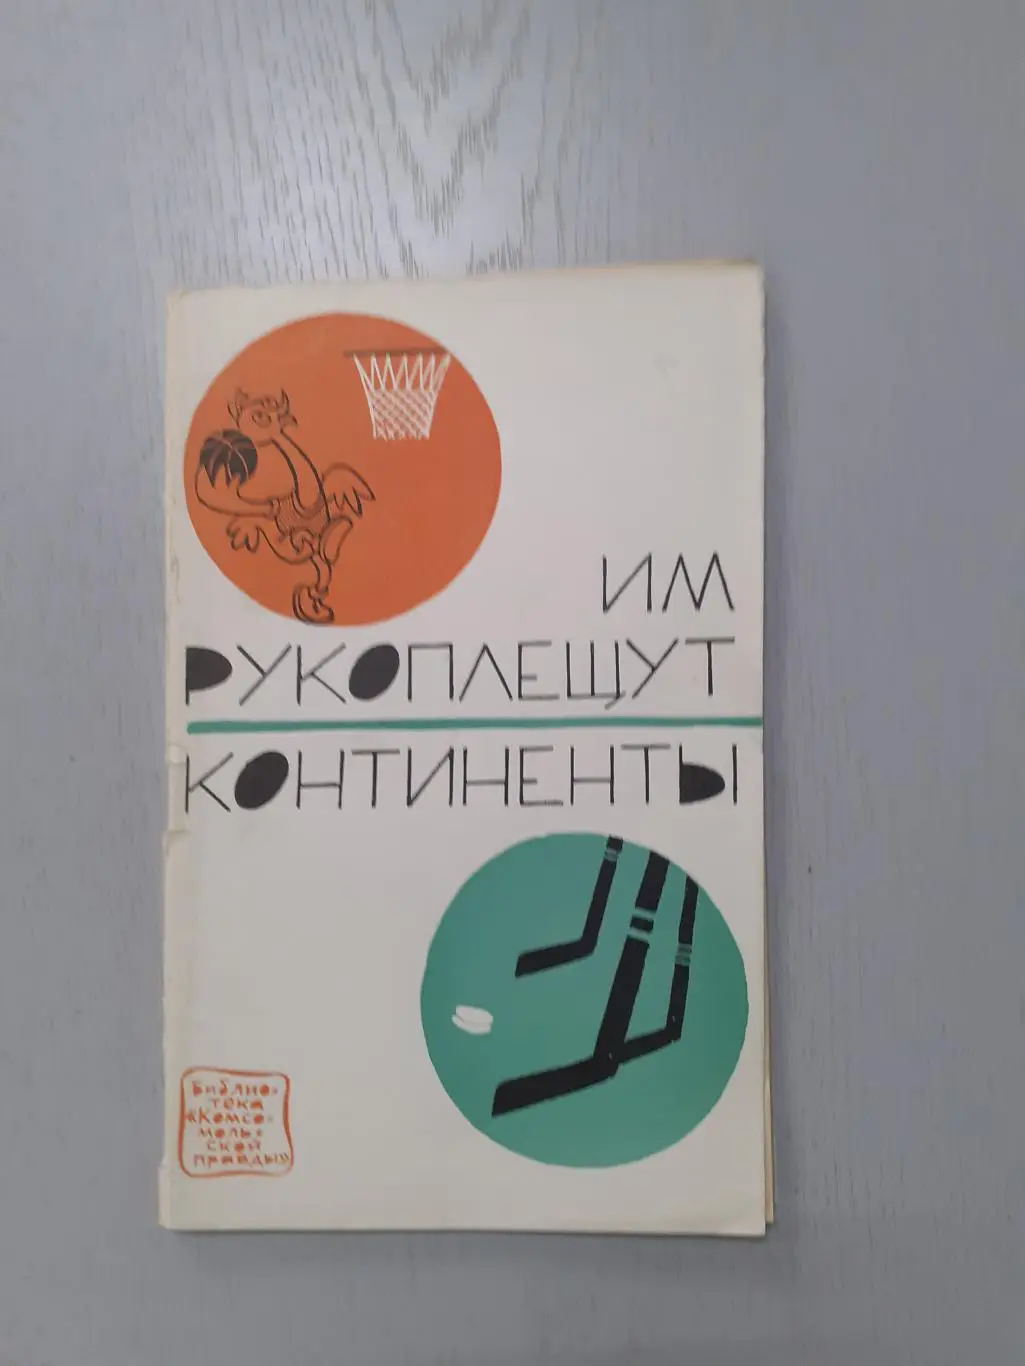 ИМ
РУКОПЛЕЩУТ
КОНТИНЕНТЫ
Библио-
тека
«Комсо-
моль-
ской
правды»